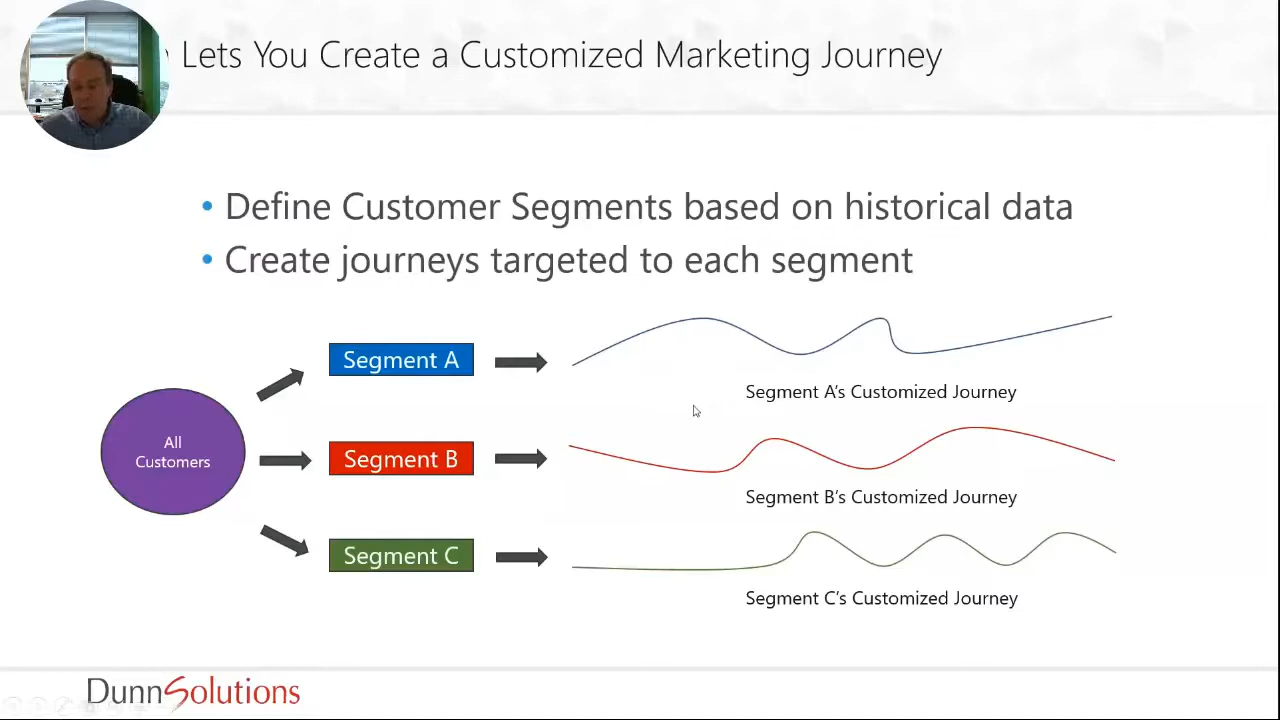 Lets You Create a Customized Marketing Journey
• Define Customer Segments based on historical data
• Create journeys targeted to each segment
Segment A
Segment A's Customized Journey
All
Customers
Segment B
Segment B's Customized Journey
Segment C
Segment C's Customized Journey
DunnSolutions